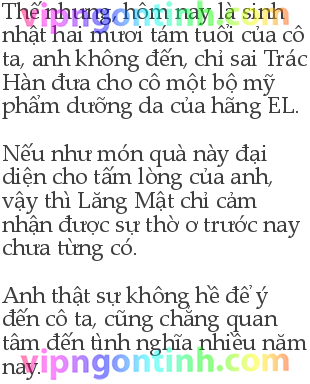 Thế nhưng, hôm nay là sinh
nhật hai mươi tám tuổi của cô
ta, anh không đến, chỉ sai Trác
Hàn đưa cho cô một bộ mỹ
phẩm dưỡng da của hãng EL.
Nếu như món quà này đại
diện cho tấm lòng của anh,
vậy thì Lăng Mật chỉ cảm
nhận được sự thờ ơ trước nay
chưa từng có.
Anh thật sự không hề để ý
đến cô ta, cũng chẳng quan
tâm đến tình nghĩa nhiều năm
nay.
vipngontinh.com
vipngontinh.com